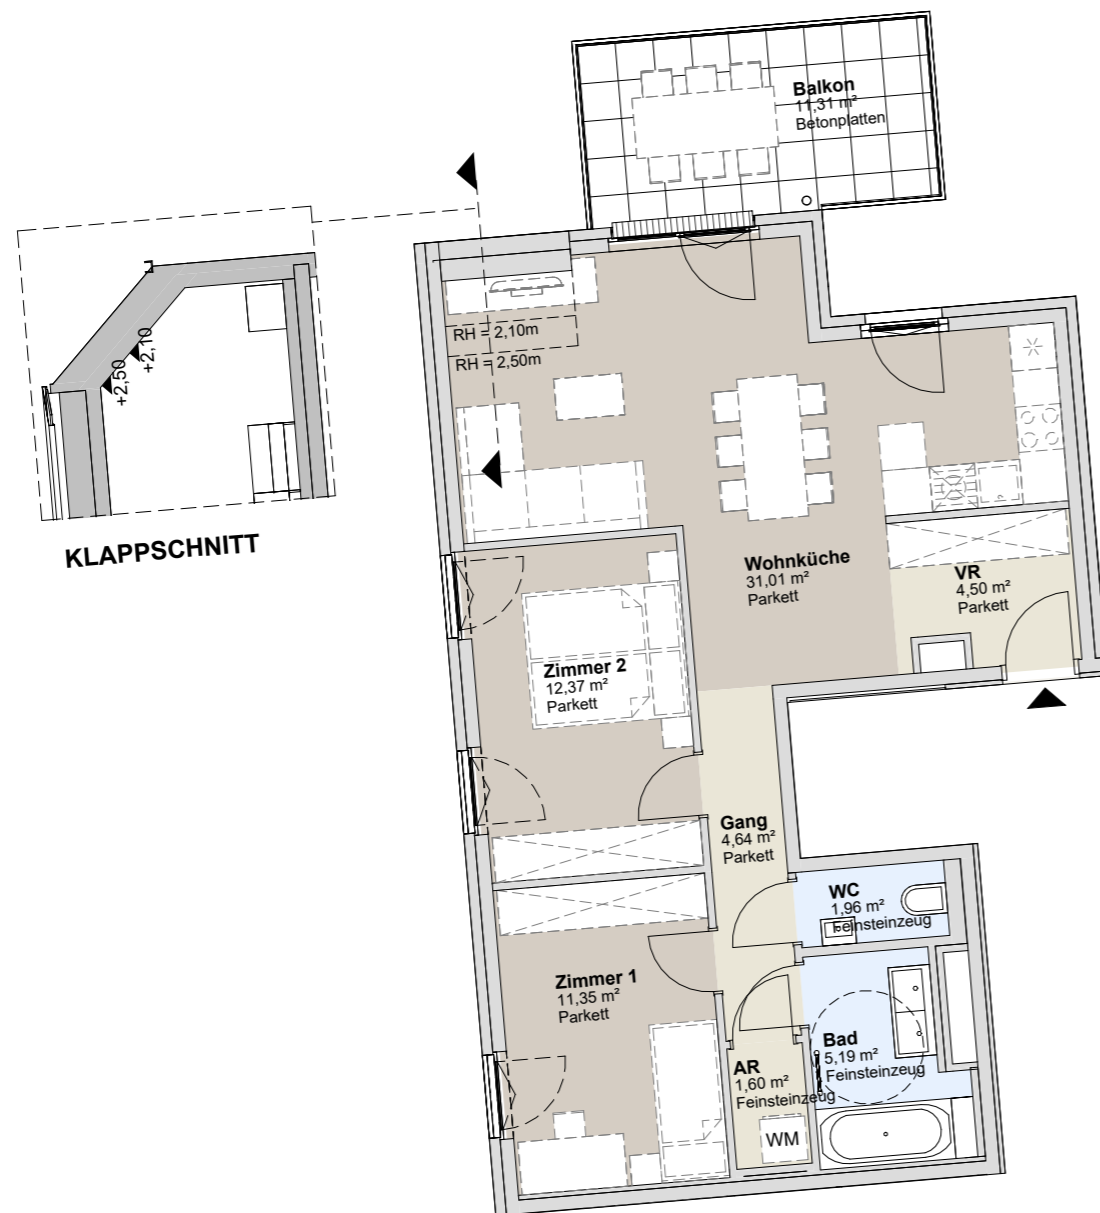 Balkon
11,31 m²
Betonplatten
RH = 2,10m
RH = 2,50m
+2,10
+2,50
KLAPPSCHNITT
Wohnküche
31,01 m²
Parkett
VR
4,50 m²
Parkett
Zimmer 2
12,37 m²
Parkett
Gang
4,64 m²
Parkett
WC
1,96 m²
Feinsteinzeug
Zimmer 1
11,35 m²
Parkett
Bad
5,19 m²
Feinsteinzeug
AR
1,60 m²
Feinsteinzeug
WM